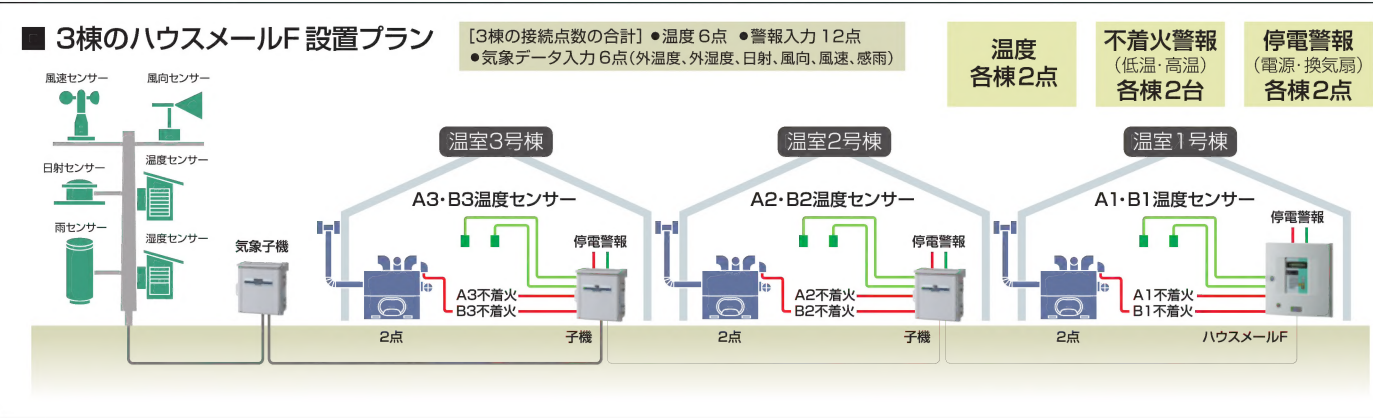 ■ 3棟のハウスメールF 設置プラン
[3棟の接続点数の合計] ●温度6点 ●警報入力12点
●気象データ入力6点(外温度、外湿度、日射、風向、風速、感雨)
温度
各棟2点
不着火警報
(低温・高温)
各棟2台
停電警報
(電源・換気扇)
各棟2点
風速センサー
風向センサー
日射センサー
温度センサー
雨センサー
湿度センサー
気象子機
温室3号棟
A3・B3温度センサー
停電警報
A3不着火
B3不着火
2点
子機
温室2号棟
A2・B2温度センサー
停電警報
A2不着火
B2不着火
2点
子機
温室1号棟
A1・B1温度センサー
停電警報
A1不着火
B1不着火
2点
ハウスメールF